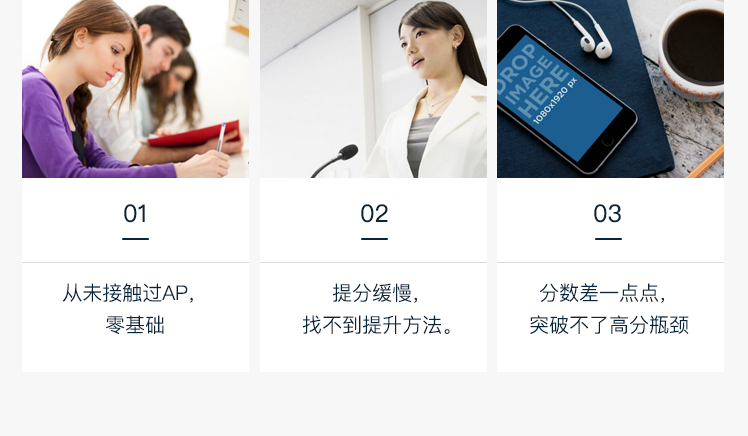 DROP
IMAGE
HERE
1080x1920 px
01
02
03
从未接触过AP,
零基础
提分缓慢,
找不到提升方法。
分数差一点点,
突破不了高分瓶颈